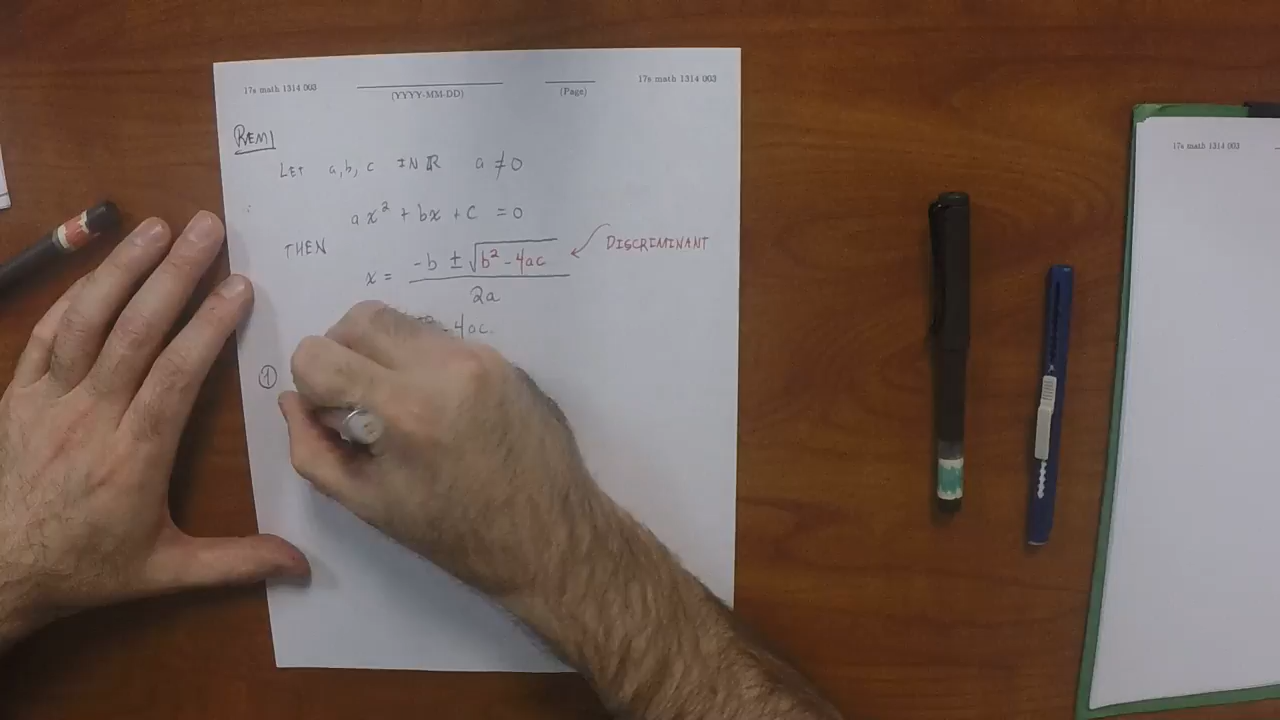 17s math 1314 003 (YYYY-MM-DD) (Page) 17s math 1314 003
REM
LET a, b, c IN ℝ a ≠ 0
ax² + bx + c = 0
THEN
x = (-b ± √(b² - 4ac)) / 2a ← DISCRIMINANT
- 4ac
①
17s math 1314 003